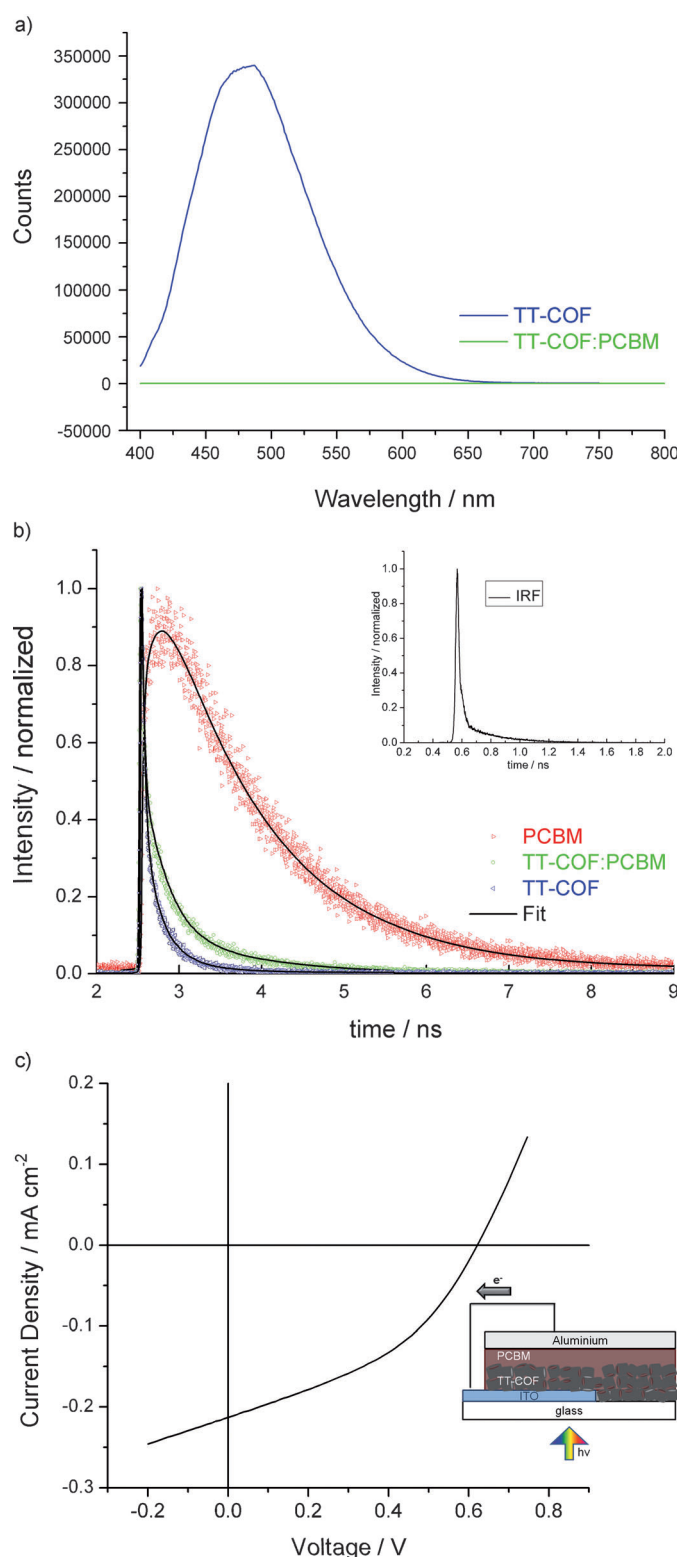 a)
350000
300000
250000
200000
150000
100000
50000
0
-50000
Counts
TT-COF
TT-COF:PCBM
400 450 500 550 600 650 700 750 800
Wavelength / nm
b)
1.0
0.8
0.6
0.4
0.2
0.0
Intensity / normalized
1.0
0.8
0.6
0.4
0.2
0.0
Intensity / normalized
IRF
0.2 0.4 0.6 0.8 1.0 1.2 1.4 1.6 1.8 2.0
time / ns
PCBM
TT-COF:PCBM
TT-COF
Fit
2 3 4 5 6 7 8 9
time / ns
c)
0.2
0.1
0.0
-0.1
-0.2
-0.3
Current Density / mA cm⁻²
e⁻
Aluminium
PCBM
TT-COF
ITO
glass
hν
-0.2 0.0 0.2 0.4 0.6 0.8
Voltage / V